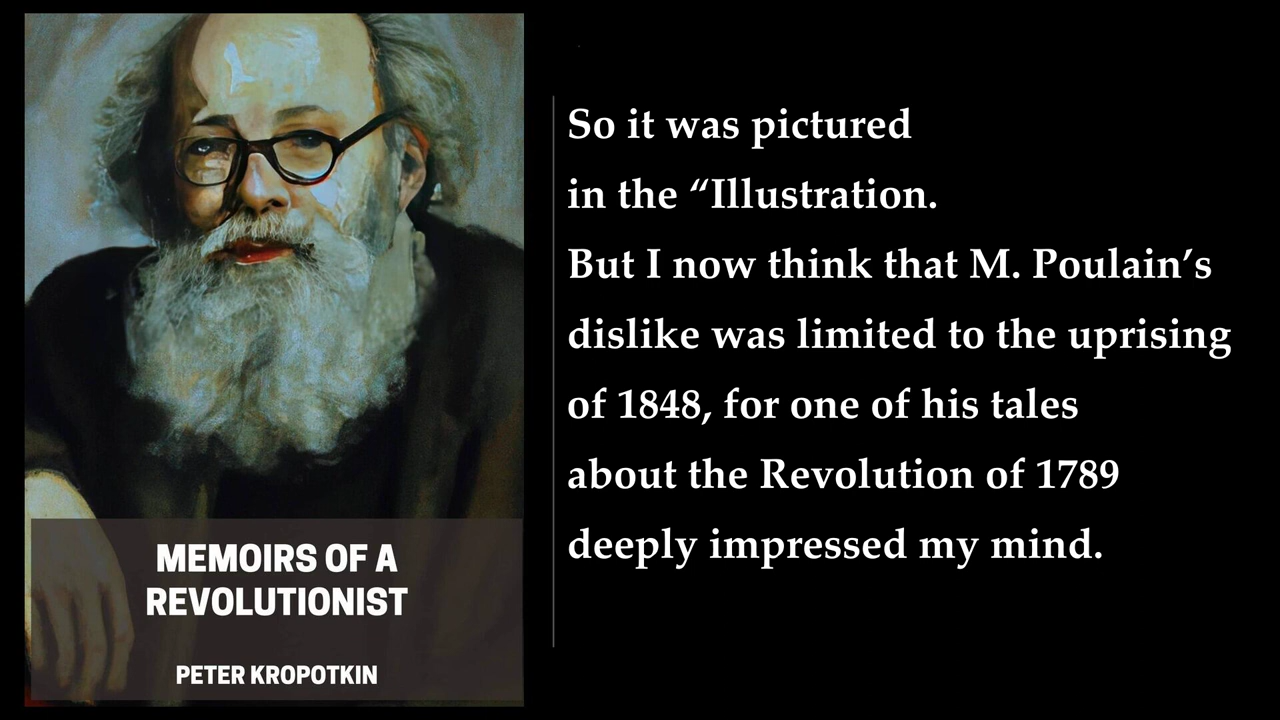 MEMOIRS OF A
REVOLUTIONIST
PETER KROPOTKIN
So it was pictured
in the “Illustration.
But I now think that M. Poulain’s
dislike was limited to the uprising
of 1848, for one of his tales
about the Revolution of 1789
deeply impressed my mind.